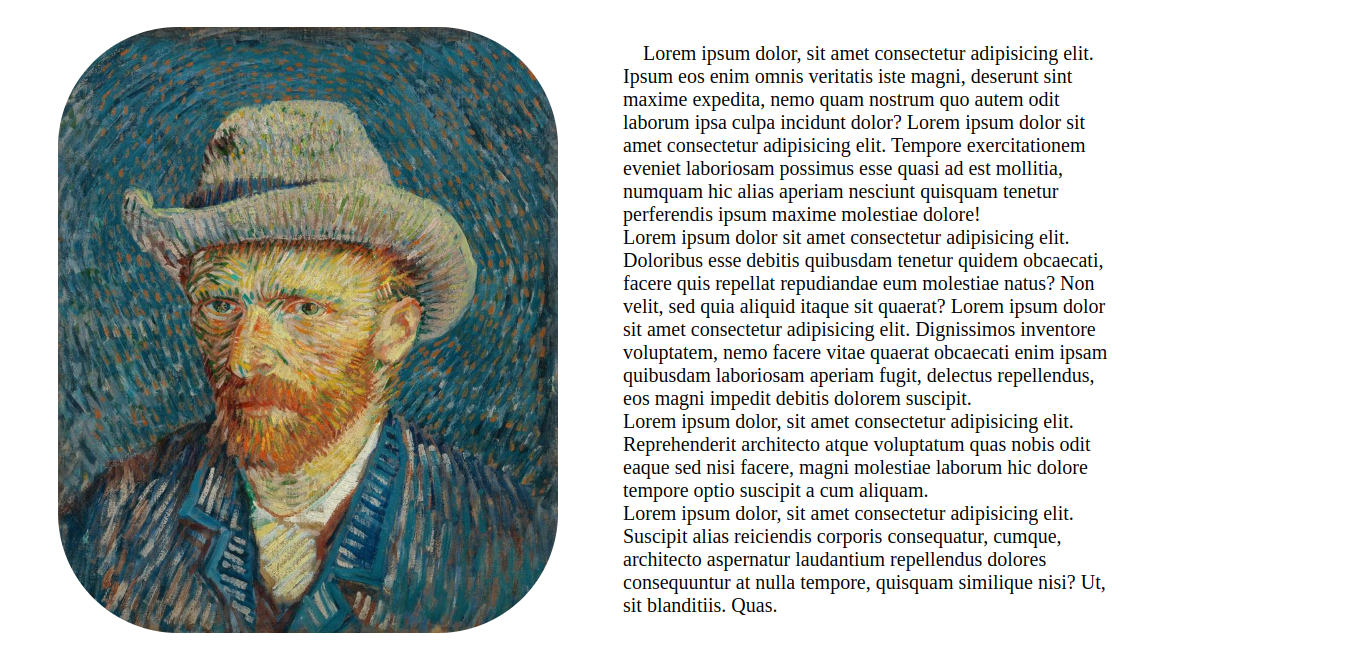 Lorem ipsum dolor, sit amet consectetur adipisicing elit.
Ipsum eos enim omnis veritatis iste magni, deserunt sint
maxime expedita, nemo quam nostrum quo autem odit
laborum ipsa culpa incidunt dolor? Lorem ipsum dolor sit
amet consectetur adipisicing elit. Tempore exercitationem
eveniet laboriosam possimus esse quasi ad est mollitia,
numquam hic alias aperiam nesciunt quisquam tenetur
perferendis ipsum maxime molestiae dolore!
Lorem ipsum dolor sit amet consectetur adipisicing elit.
Doloribus esse debitis quibusdam tenetur quidem obcaecati,
facere quis repellat repudiandae eum molestiae natus? Non
velit, sed quia aliquid itaque sit quaerat? Lorem ipsum dolor
sit amet consectetur adipisicing elit. Dignissimos inventore
voluptatem, nemo facere vitae quaerat obcaecati enim ipsam
quibusdam laboriosam aperiam fugit, delectus repellendus,
eos magni impedit debitis dolorem suscipit.
Lorem ipsum dolor, sit amet consectetur adipisicing elit.
Reprehenderit architecto atque voluptatum quas nobis odit
eaque sed nisi facere, magni molestiae laborum hic dolore
tempore optio suscipit a cum aliquam.
Lorem ipsum dolor, sit amet consectetur adipisicing elit.
Suscipit alias reiciendis corporis consequatur, cumque,
architecto aspernatur laudantium repellendus dolores
consequuntur at nulla tempore, quisquam similique nisi? Ut,
sit blanditiis. Quas.